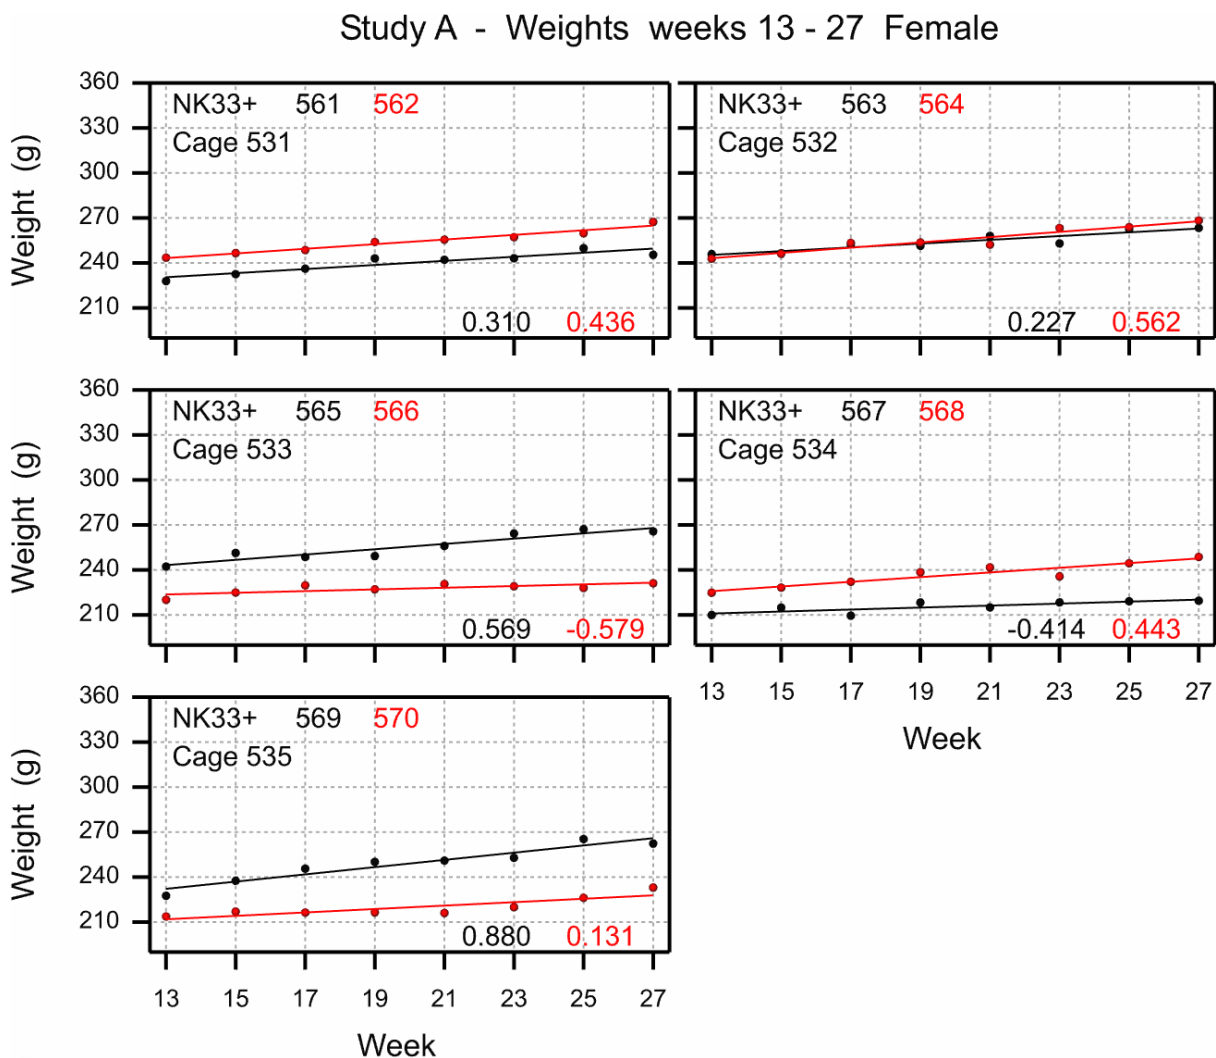 Study A - Weights weeks 13 - 27 Female
360
330
300
270
240
210
Weight (g)
NK33+ 561 562
Cage 531
0.310 0.436
NK33+ 563 564
Cage 532
0.227 0.562
360
330
300
270
240
210
Weight (g)
NK33+ 565 566
Cage 533
0.569 -0.579
NK33+ 567 568
Cage 534
-0.414 0.443
13 15 17 19 21 23 25 27
Week
360
330
300
270
240
210
Weight (g)
NK33+ 569 570
Cage 535
0.880 0.131
13 15 17 19 21 23 25 27
Week